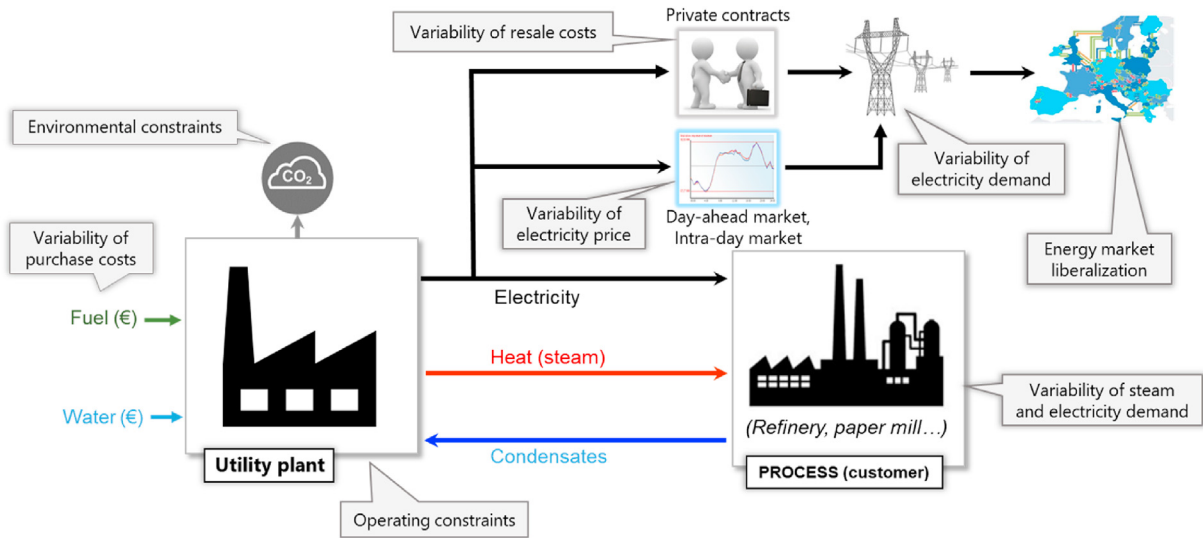 Private contracts
Variability of resale costs
Environmental constraints
CO₂
Variability of
electricity demand
Variability of
electricity price
Day-ahead market,
Intra-day market
Variability of
purchase costs
Energy market
liberalization
Electricity
Fuel (€)
Heat (steam)
Water (€)
Variability of steam
and electricity demand
(Refinery, paper mill…)
Condensates
Utility plant
PROCESS (customer)
Operating constraints